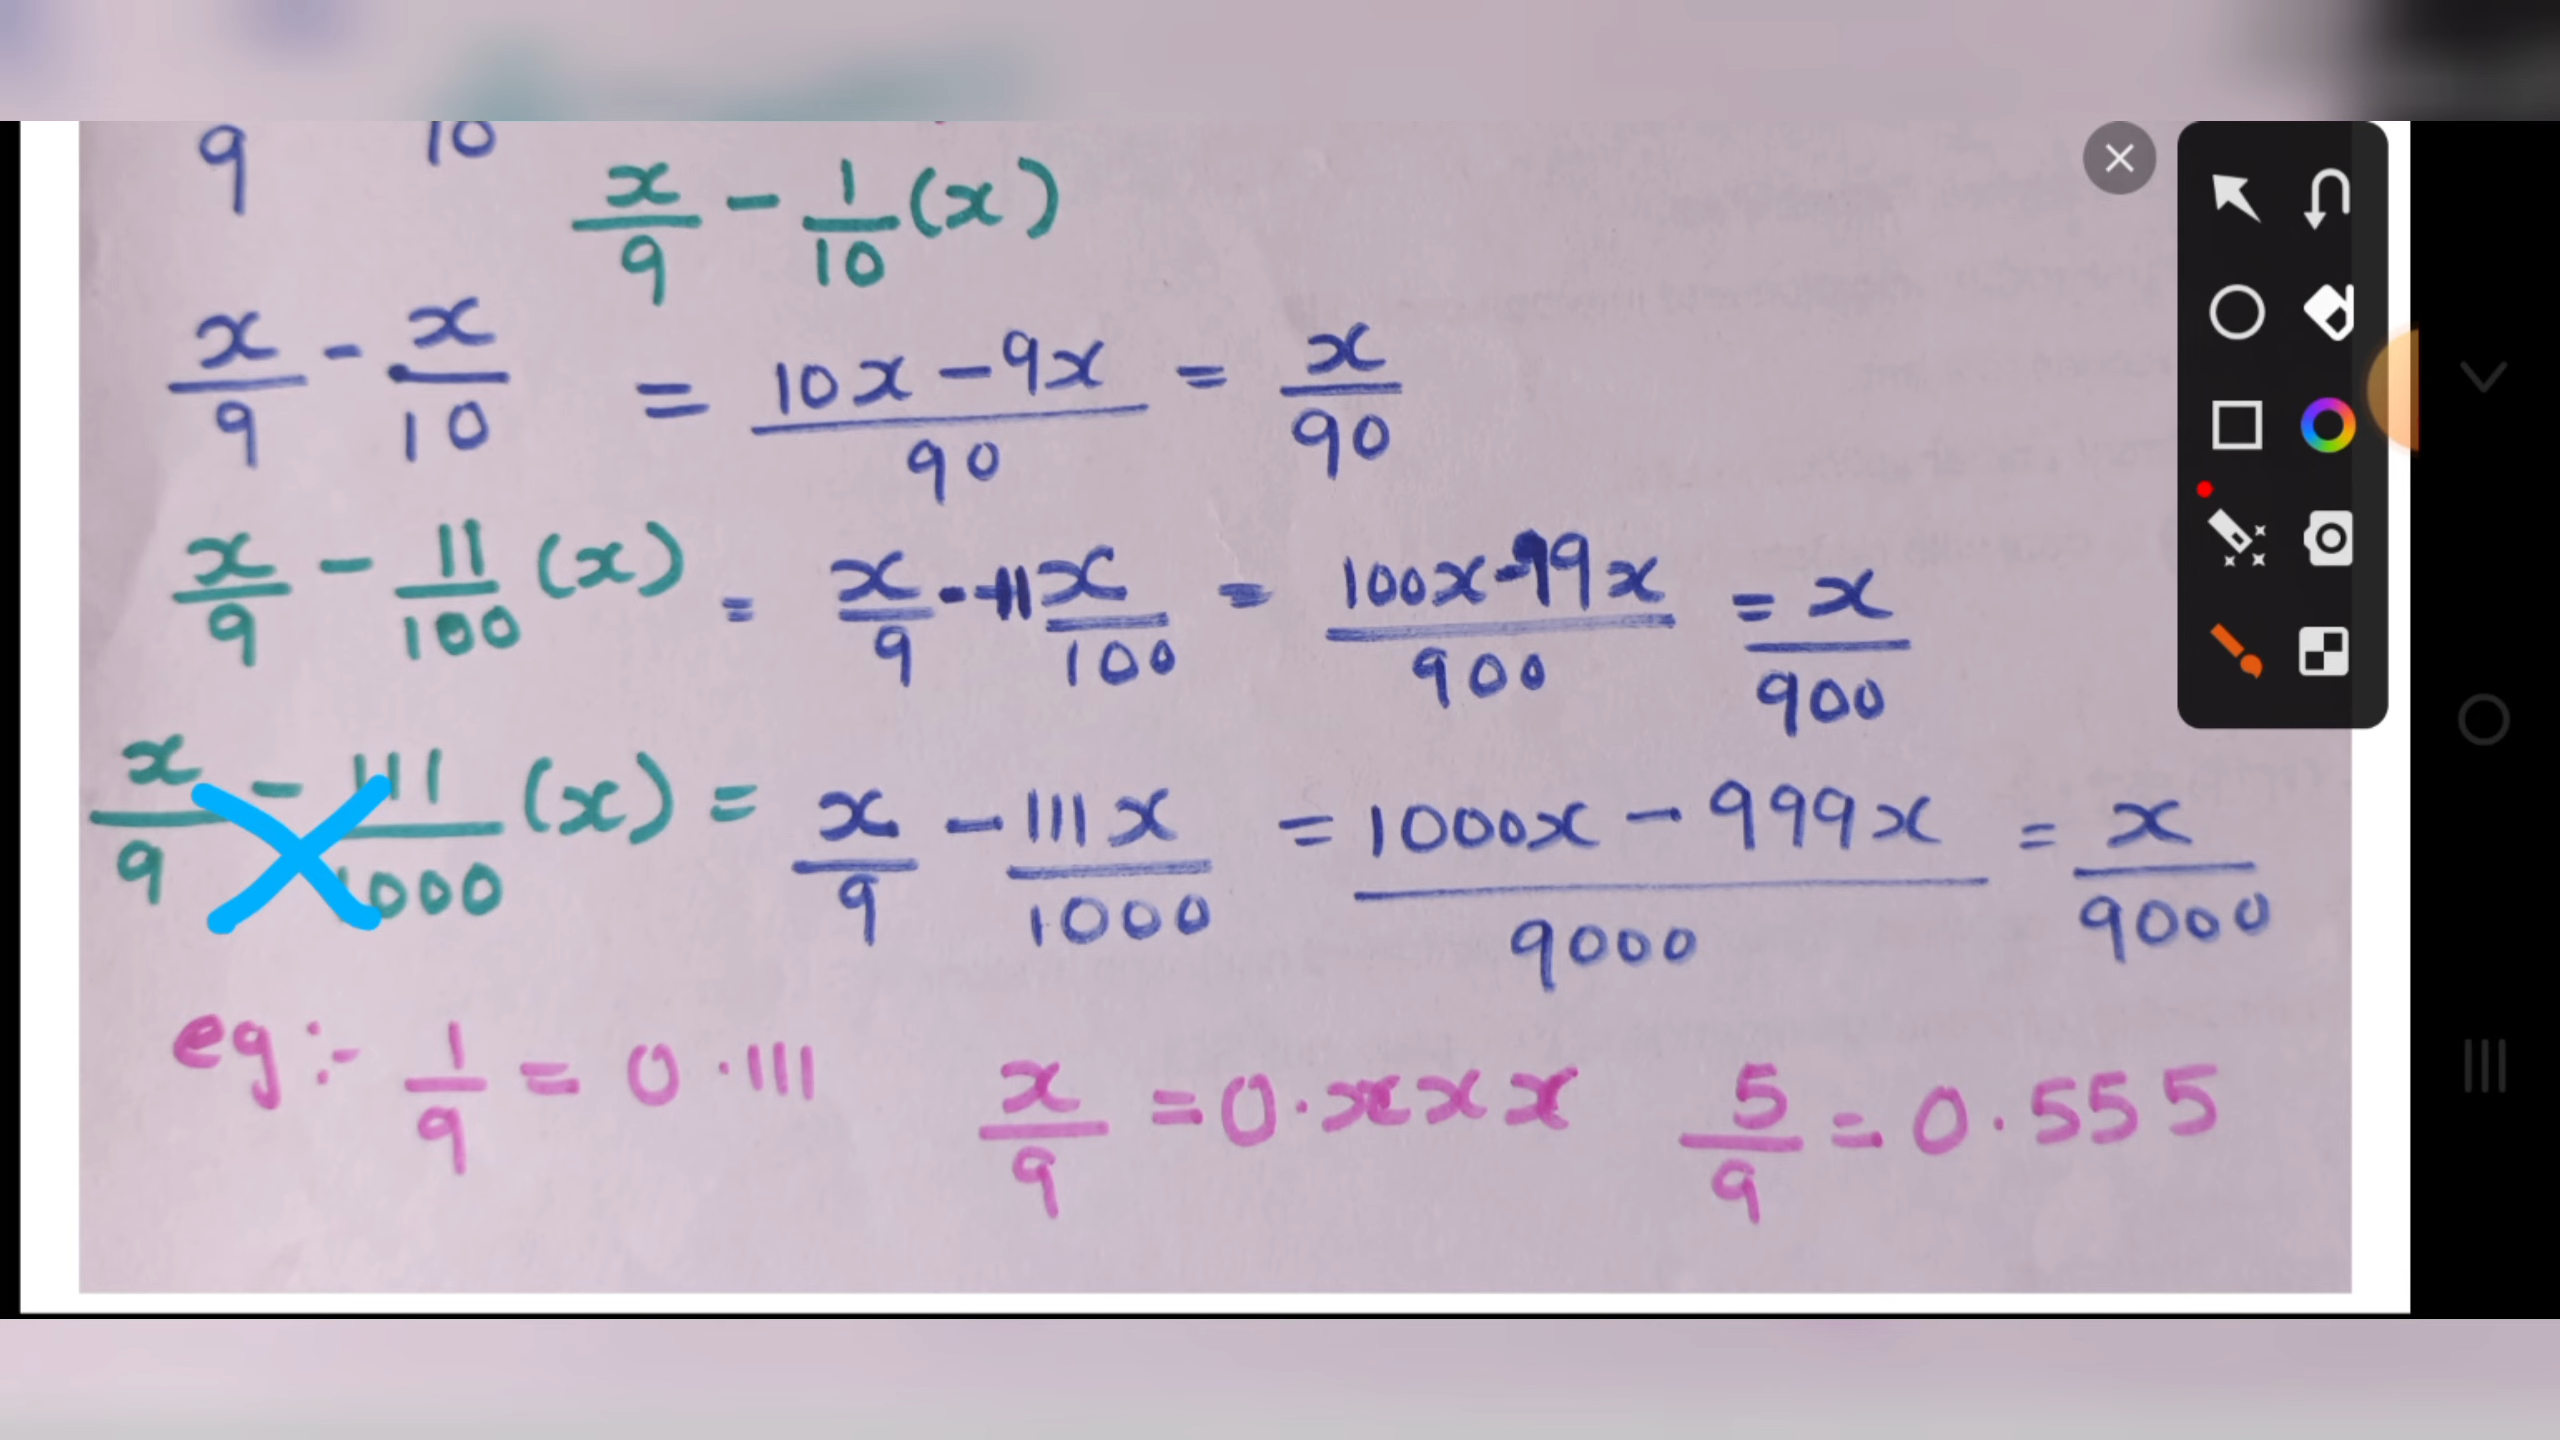 9 10
x/9 - 1/10 (x)
x/9 - x/10 = 10x - 9x/90 = x/90
x/9 - 11/100 (x) = x/9 - 11x/100 = 100x - 99x/900 = x/900
x/9 - 111/1000 (x) = x/9 - 111x/1000 = 1000x - 999x/9000 = x/9000
eg:- 1/9 = 0.111 x/9 = 0.xxx 5/9 = 0.555